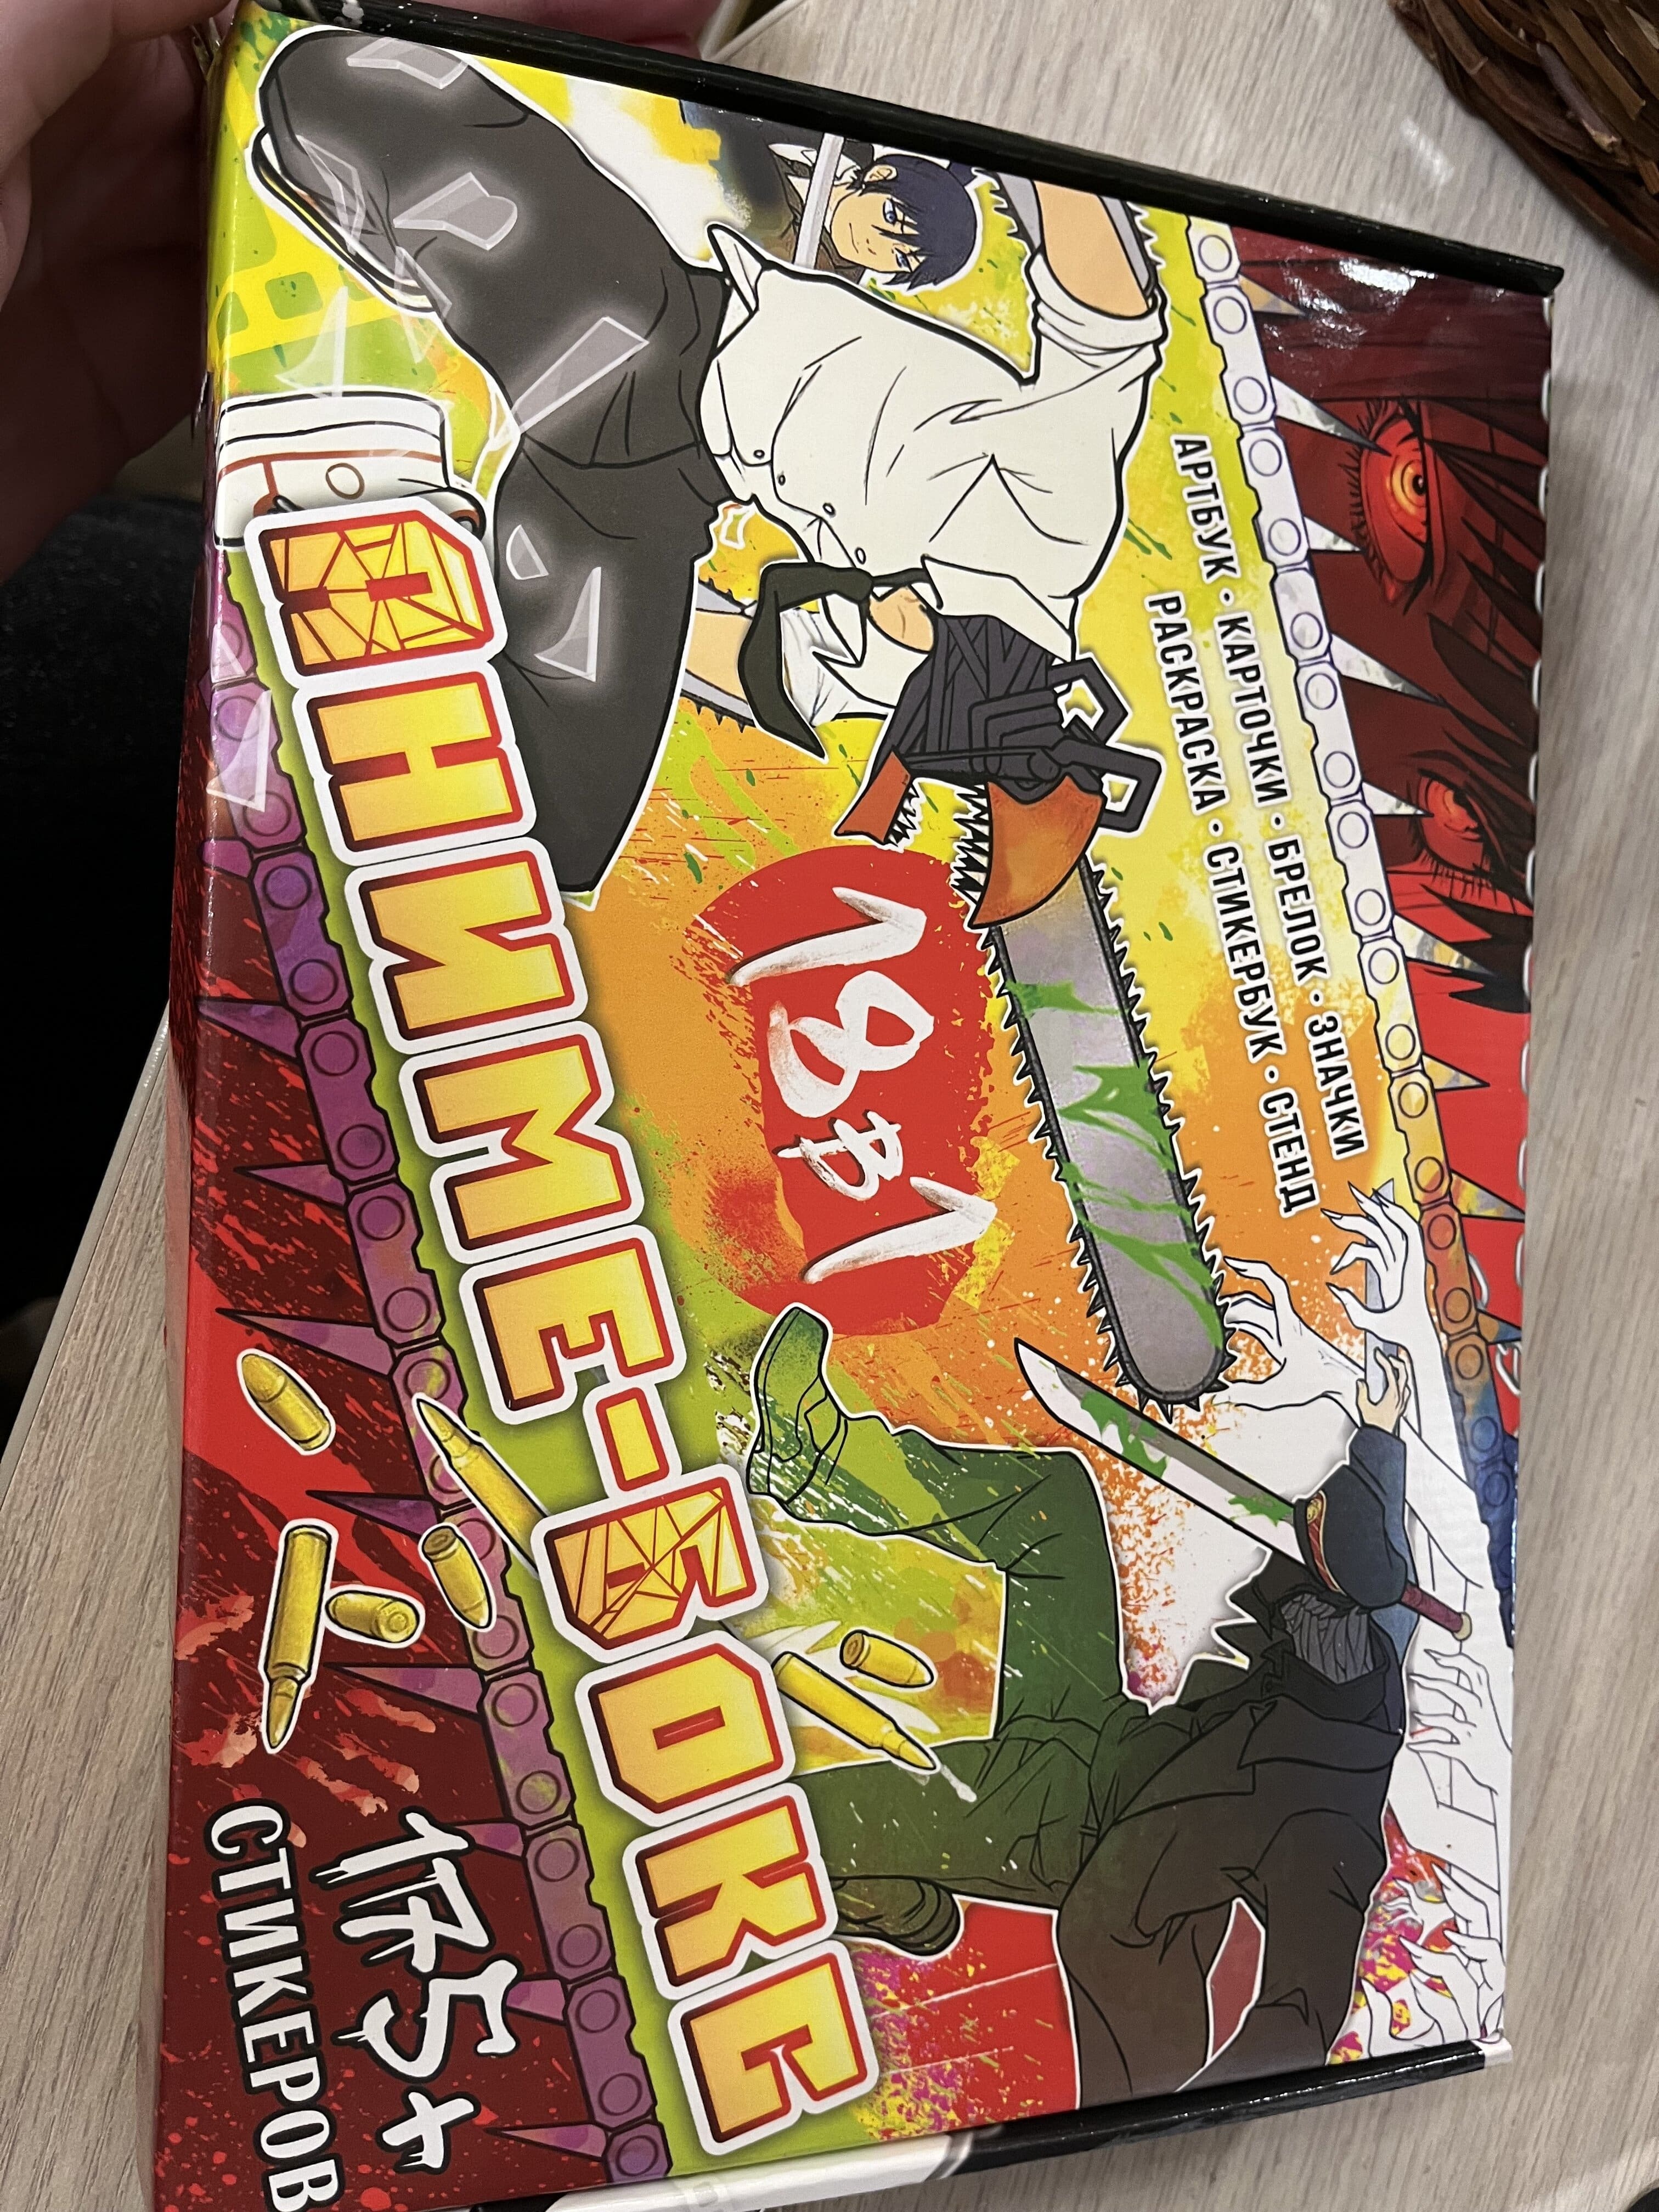 АРТБУК • КАРТОЧКИ • БРЕЛОК • ЗНАЧКИ
РАСКРАСКА • СТИКЕРБУК • СТЕНД
18 в 1
АНИМЕ-БОКС
175+
СТИКЕРОВ